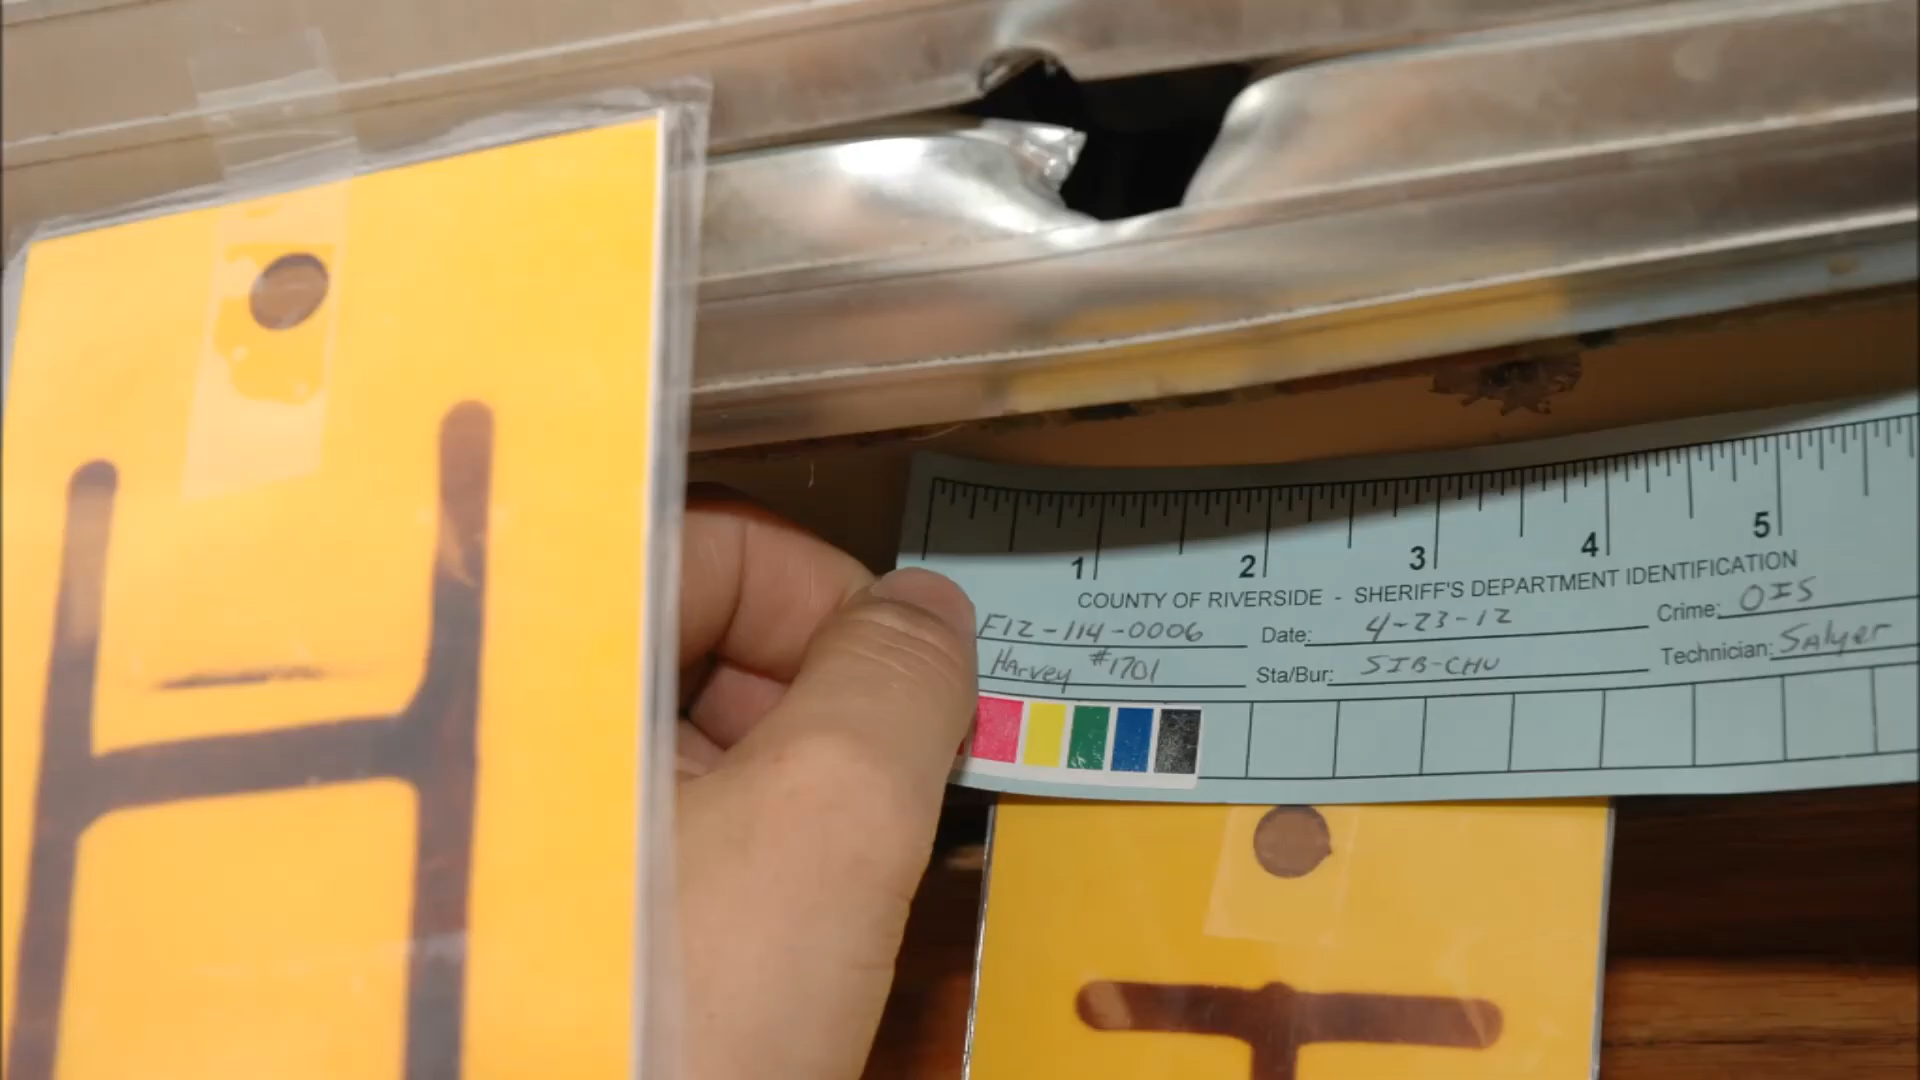 H
1 2 3 4 5
COUNTY OF RIVERSIDE - SHERIFF'S DEPARTMENT IDENTIFICATION
F12-114-0006 Date: 4-23-12 Crime: OIS
Harvey #1701 Sta/Bur: SIB-CHU Technician: Salyer
T